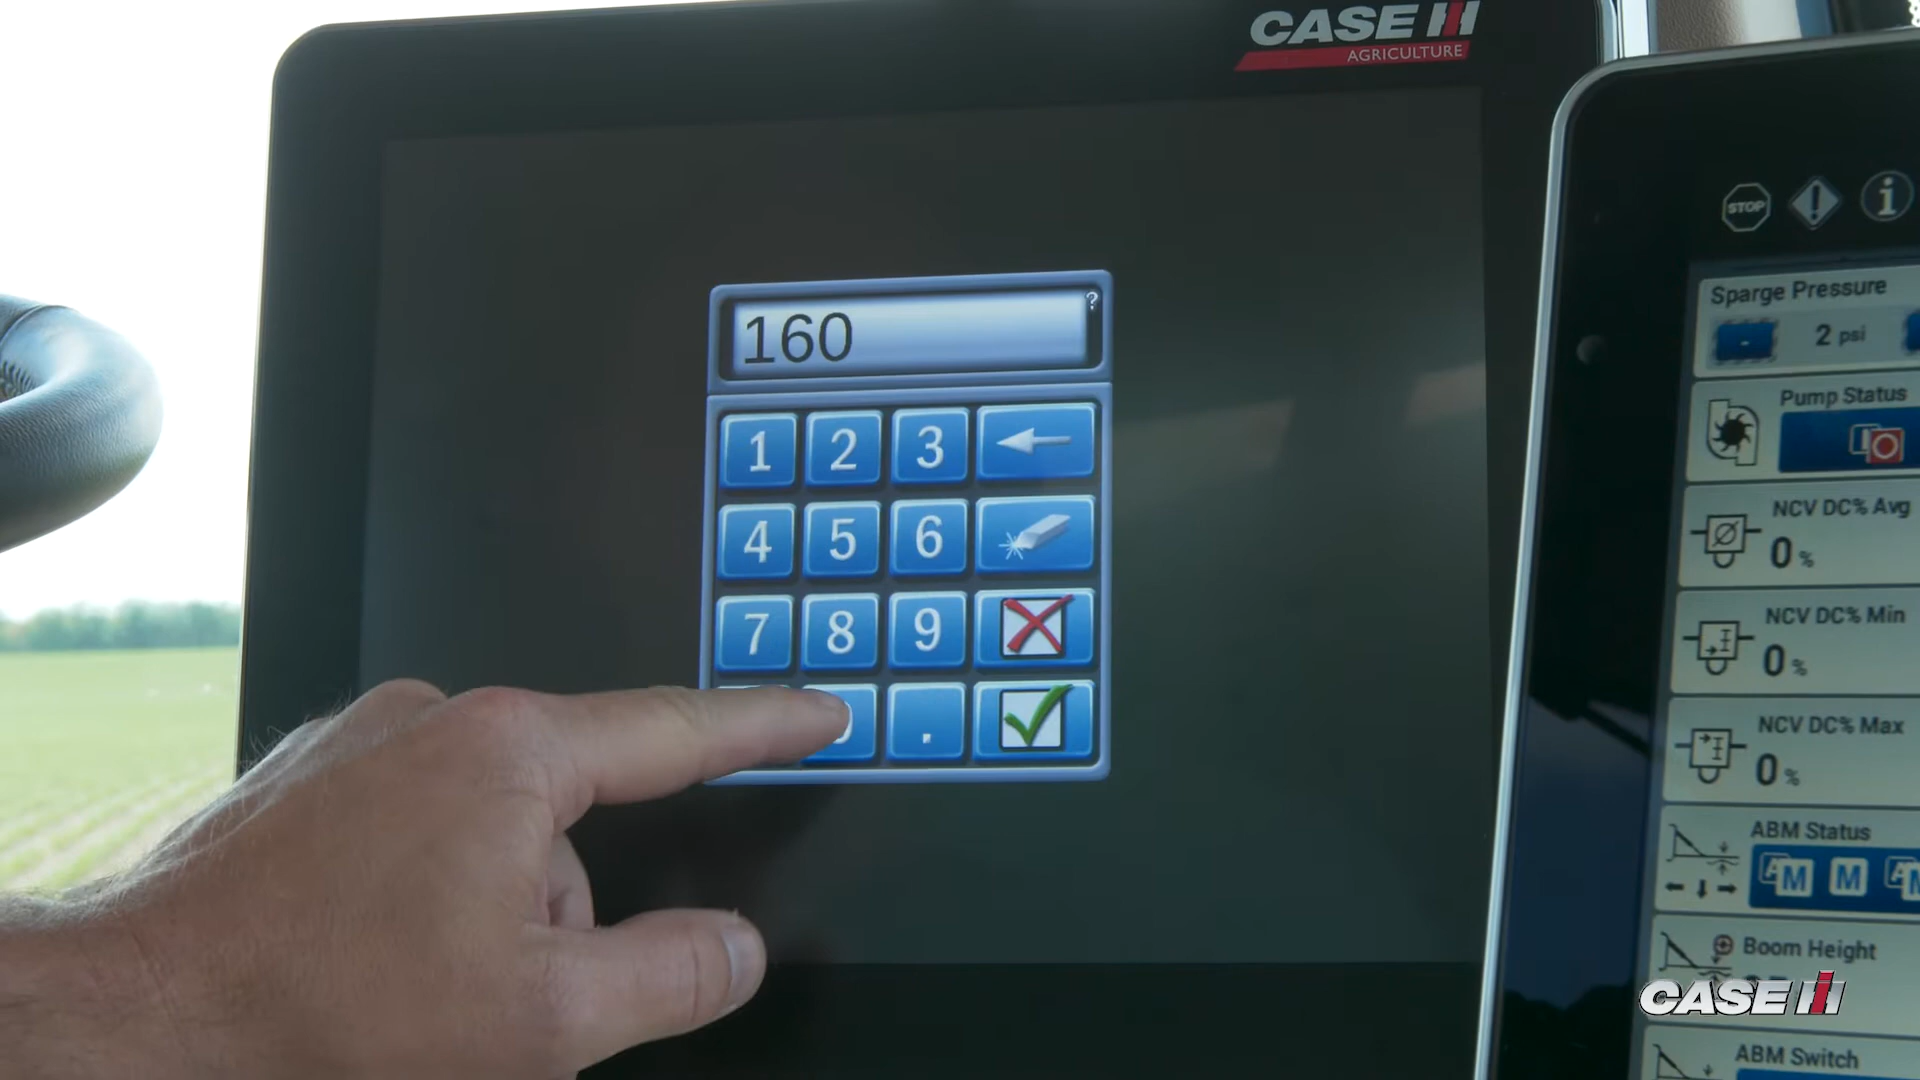 CASE IH
AGRICULTURE
160
?
1 2 3
4 5 6
7 8 9
.
STOP
Sparge Pressure
- 2 psi
Pump Status
NCV DC% Avg
0 %
NCV DC% Min
0 %
NCV DC% Max
0 %
ABM Status
AM M
Boom Height
ABM Switch
CASE IH